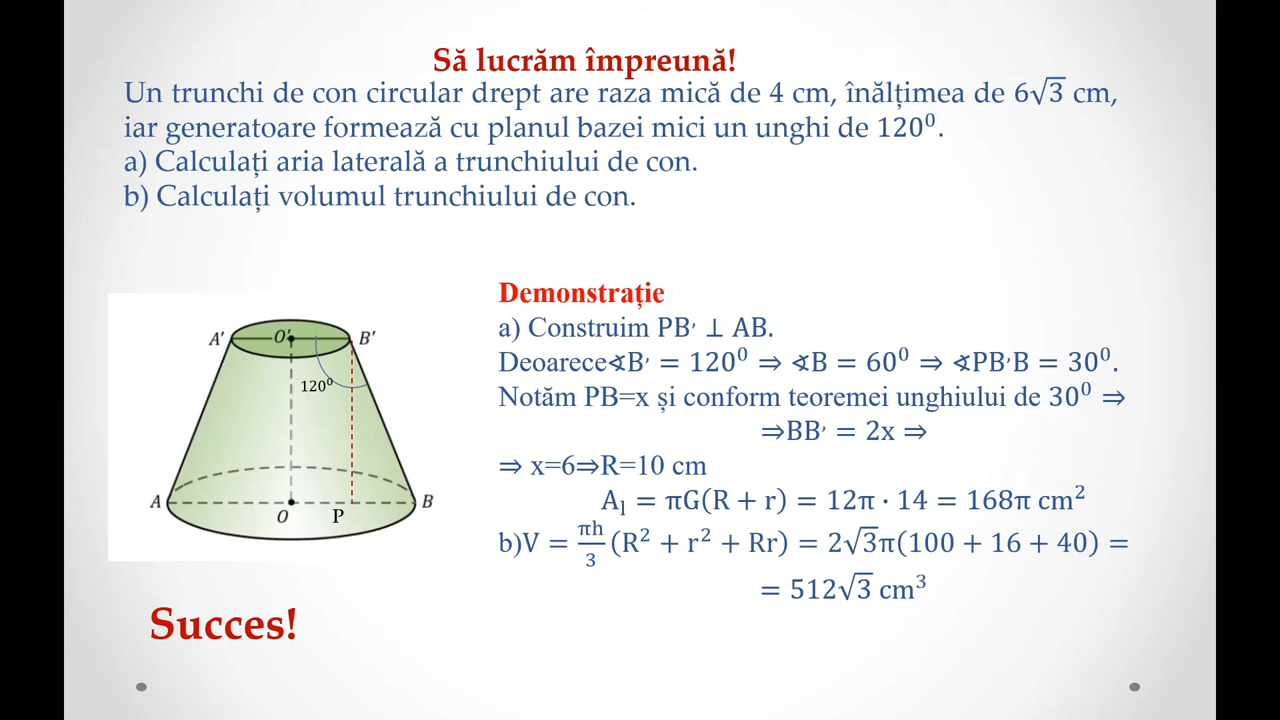 Să lucrăm împreună!
Un trunchi de con circular drept are raza mică de 4 cm, înălțimea de 6√3 cm,
iar generatoare formează cu planul bazei mici un unghi de 120⁰.
a) Calculați aria laterală a trunchiului de con.
b) Calculați volumul trunchiului de con.
Demonstrație
a) Construim PB′ ⊥ AB.
Deoarece∢B′ = 120⁰ ⇒ ∢B = 60⁰ ⇒ ∢PB′B = 30⁰.
Notăm PB=x și conform teoremei unghiului de 30⁰ ⇒
⇒BB′ = 2x ⇒
⇒ x=6⇒R=10 cm
Aₗ = πG(R + r) = 12π · 14 = 168π cm²
b)V = πh/3 (R² + r² + Rr) = 2√3π(100 + 16 + 40) =
= 512√3 cm³
A′ O′ B′
120⁰
A O P B
Succes!